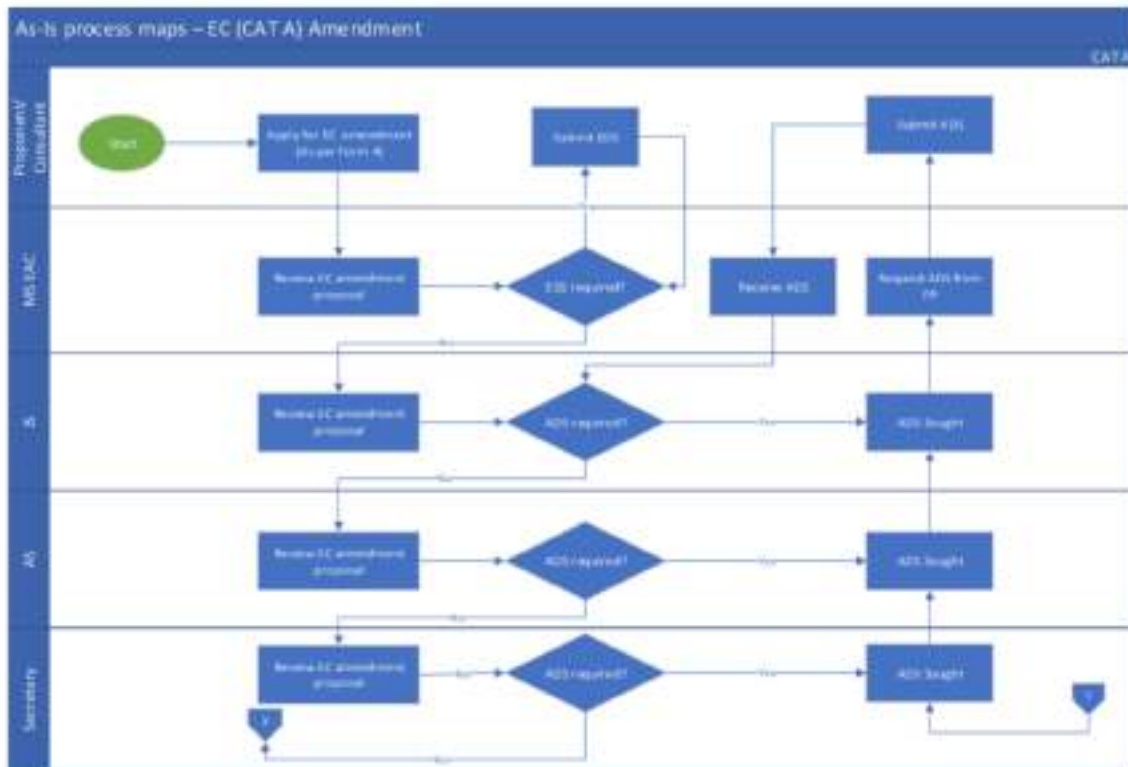 As-Is process maps – EC (CAT A) Amendment
CAT A
Proponent/
Consultant
Start
Apply for EC amendment
(As per Form 4)
Submit EDS
Submit ADS
MS EAC
Review EC amendment
proposal
EDS required?
Receive ADS
Request ADS from
PP
JS
Review EC amendment
proposal
ADS required?
Yes
ADS Sought
AS
Review EC amendment
proposal
ADS required?
Yes
ADS Sought
Secretary
Review EC amendment
proposal
ADS required?
Yes
ADS Sought